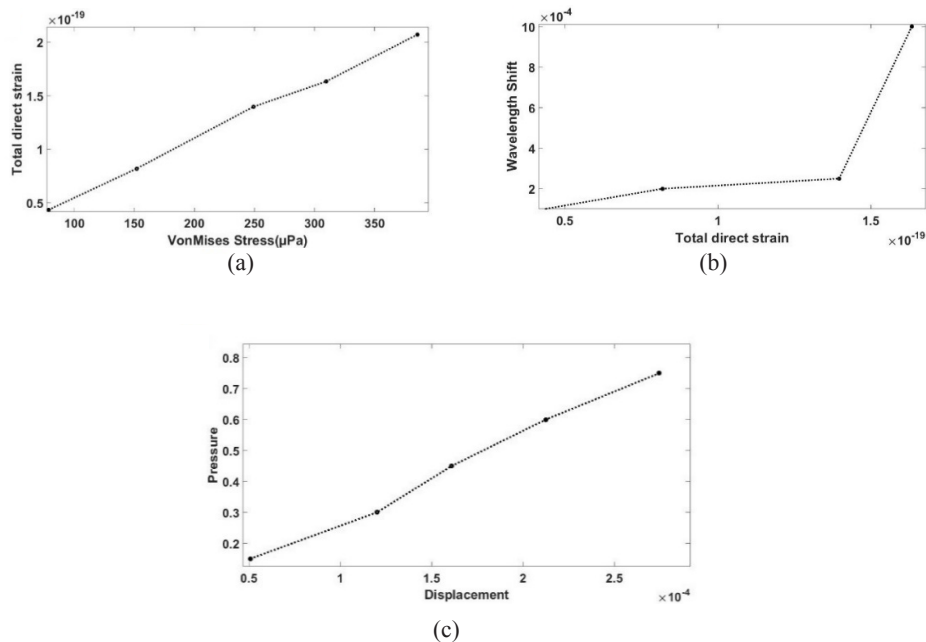 ×10⁻¹⁹
2
1.5
1
0.5
Total direct strain
100 150 200 250 300 350
VonMises Stress(µPa)
(a)
×10⁻⁴
10
8
6
4
2
Wavelength Shift
0.5 1 1.5
Total direct strain ×10⁻¹⁹
(b)
0.8
0.7
0.6
0.5
0.4
0.3
0.2
Pressure
0.5 1 1.5 2 2.5
Displacement ×10⁻⁴
(c)